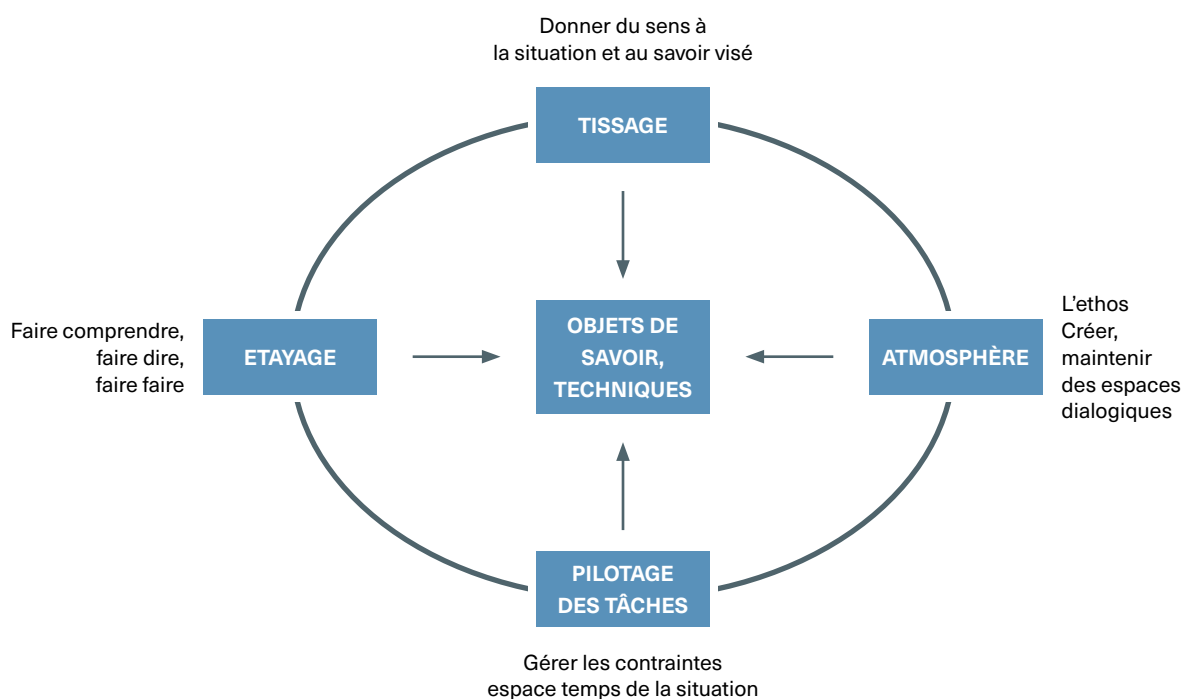 Donner du sens à
la situation et au savoir visé
TISSAGE
Faire comprendre,
faire dire,
faire faire
ETAYAGE
OBJETS DE
SAVOIR,
TECHNIQUES
ATMOSPHÈRE
L'ethos
Créer,
maintenir
des espaces
dialogiques
PILOTAGE
DES TÂCHES
Gérer les contraintes
espace temps de la situation